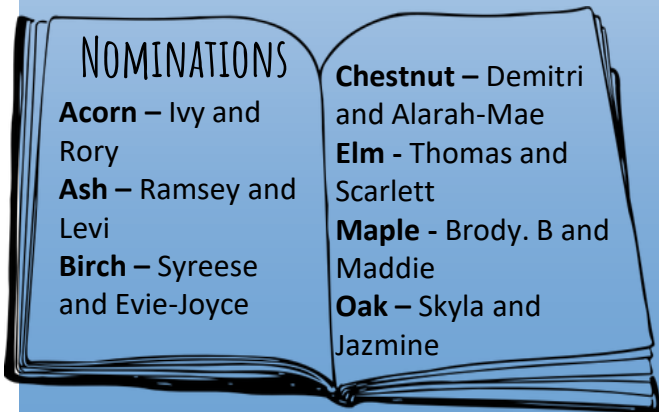 NOMINATIONS
Acorn – Ivy and
Rory
Ash – Ramsey and
Levi
Birch – Syreese
and Evie-Joyce
Chestnut – Demitri
and Alarah-Mae
Elm - Thomas and
Scarlett
Maple - Brody. B and
Maddie
Oak – Skyla and
Jazmine